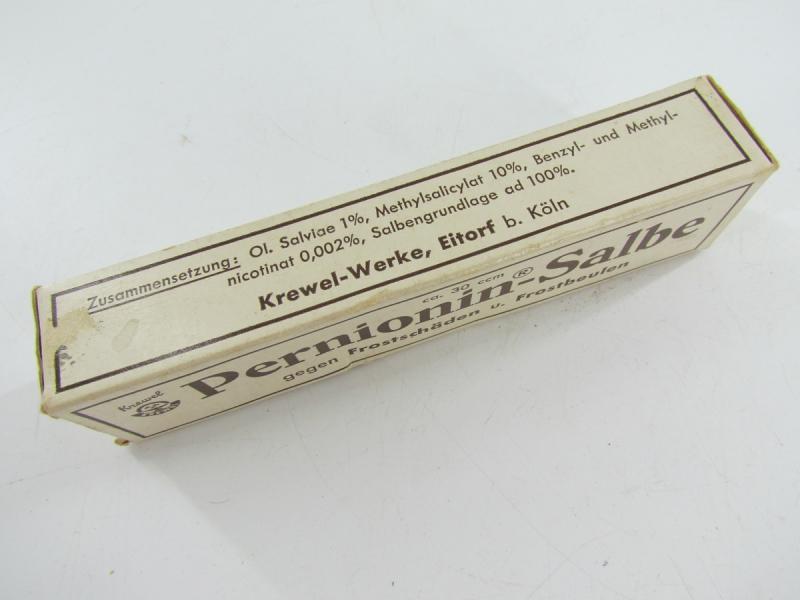 Zusammensetzung: Ol. Salviae 1%, Methylsalicylat 10%, Benzyl- und Methyl-
nicotinat 0,002%, Salbengrundlage ad 100%.
Krewel-Werke, Eitorf b. Köln
ca. 30 ccm
Pernionin-Salbe ®
gegen Frostschäden u. Frostbeulen
Krewel